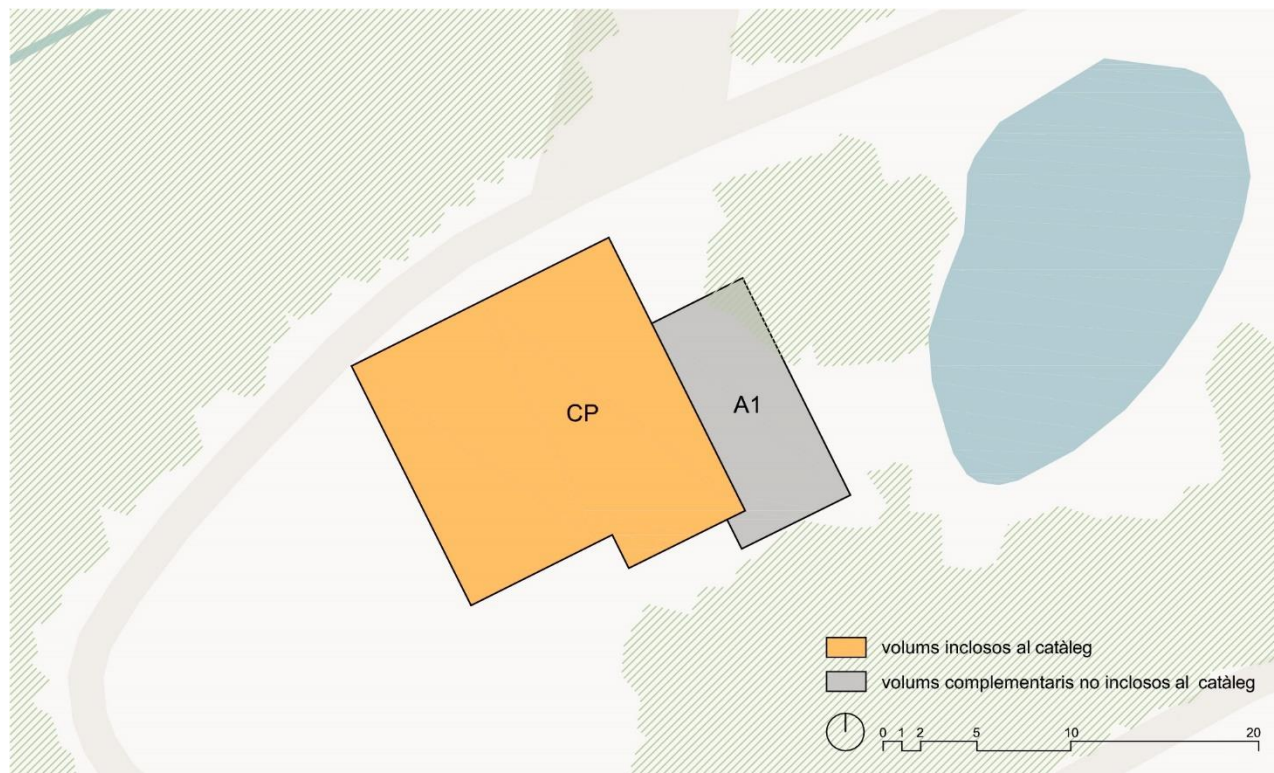 CP
A1
volums inclosos al catàleg
volums complementaris no inclosos al catàleg
0 1 2 5 10 20